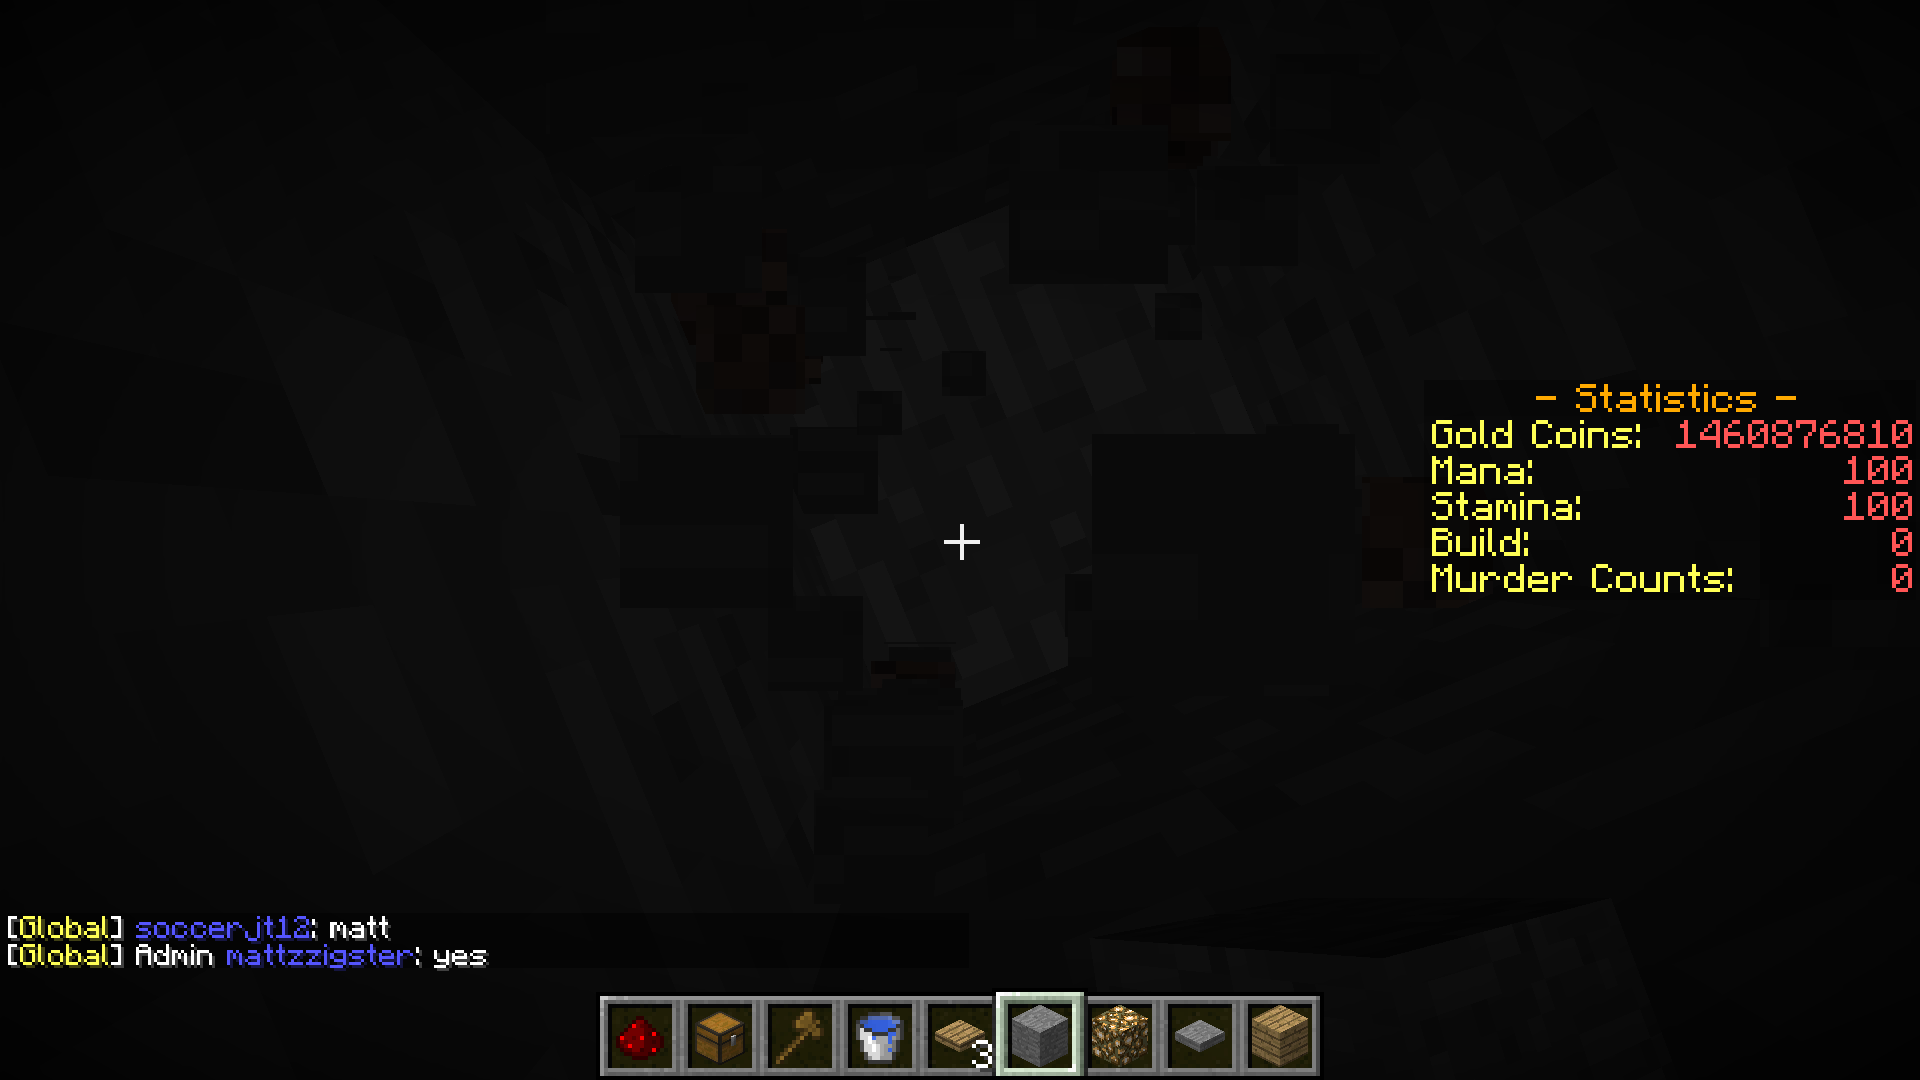 - Statistics -
Gold Coins: 1460876810
Mana: 100
Stamina: 100
Build: 0
Murder Counts: 0
[Global] soccerjt12: matt
[Global] Admin mattzzigster: yes
3